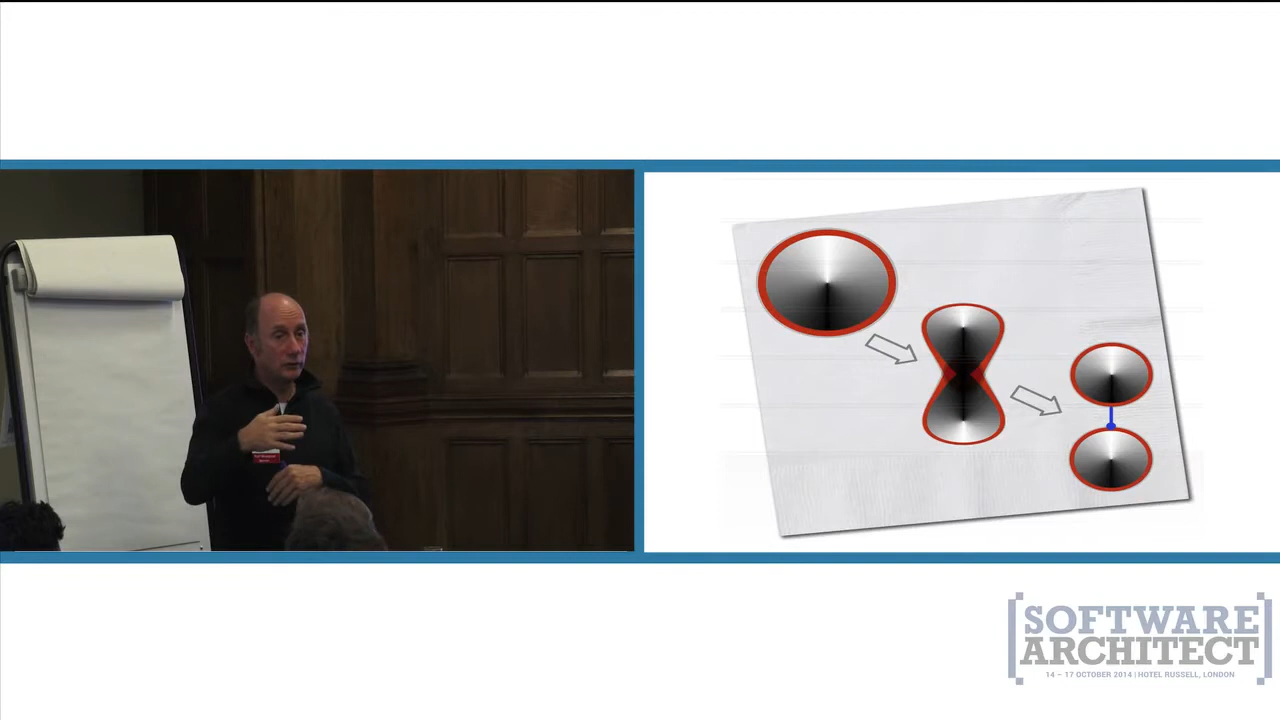 SOFTWARE
ARCHITECT
14 – 17 OCTOBER 2014 | HOTEL RUSSELL, LONDON